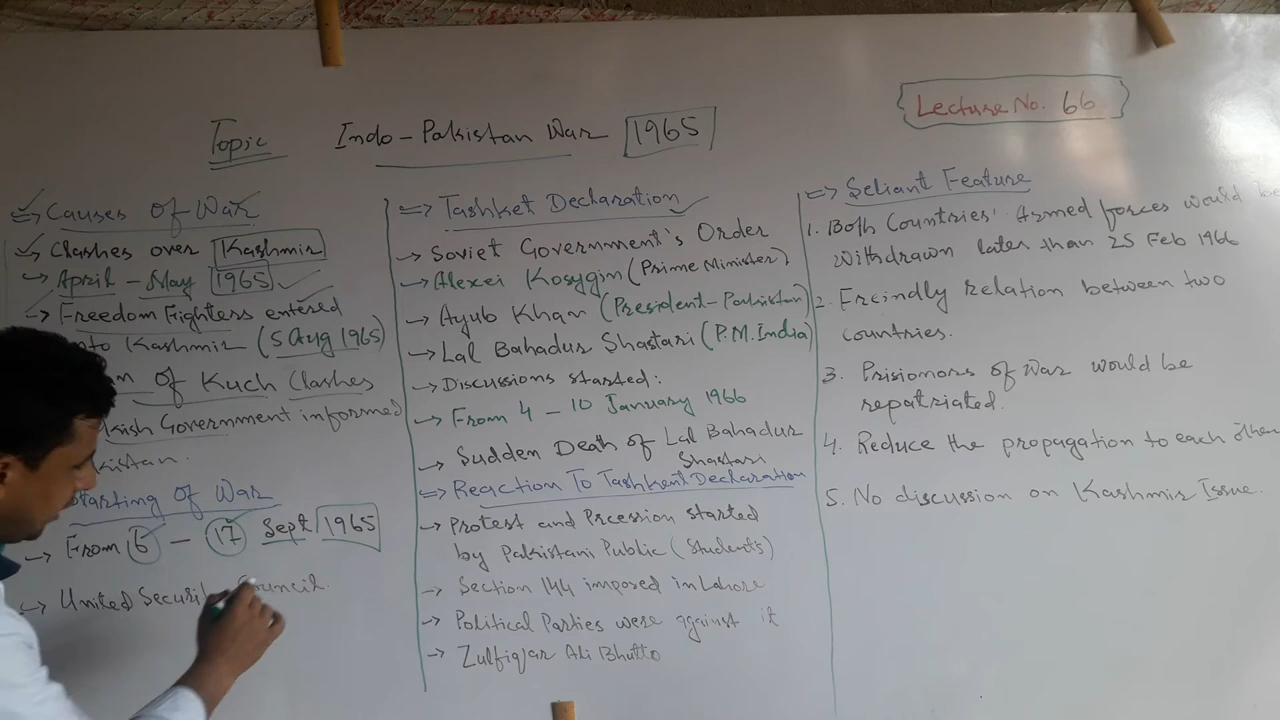 Lecture No. 66
Topic Indo-Pakistan War 1965
=> Causes of War
-> Clashes over Kashmir
-> April - May 1965
-> Freedom Fighters entered
Kashmir (5 Aug 1965)
of Kuch Clashes
Government informed
Starting of War
-> From 6 - 17 Sept 1965
-> United Security Council.
=> Tashket Declaration
-> Soviet Government's Order
-> Alexei Kosygin (Prime Minister)
-> Ayub Khan (President-Pakistan)
-> Lal Bahadur Shastari (P.M. India)
-> Discussions started:
-> From 4 - 10 January 1966
-> Sudden Death of Lal Bahadur
Shastari
=> Reaction To Tashkent Declaration
-> Protest and Prcession started
by Pakistani Public (Students)
-> Section 144 imposed in Lahore
-> Political Parties were against it
-> Zulfiqar Ali Bhutto
=> Seliant Feature
1. Both Countries' Armed forces would
withdrawn later than 25 Feb 1966
2. Freindly relation between two
countries.
3. Prisionors of War would be
repatriated.
4. Reduce the propagation to each other
5. No discussion on Kashmir Issue.